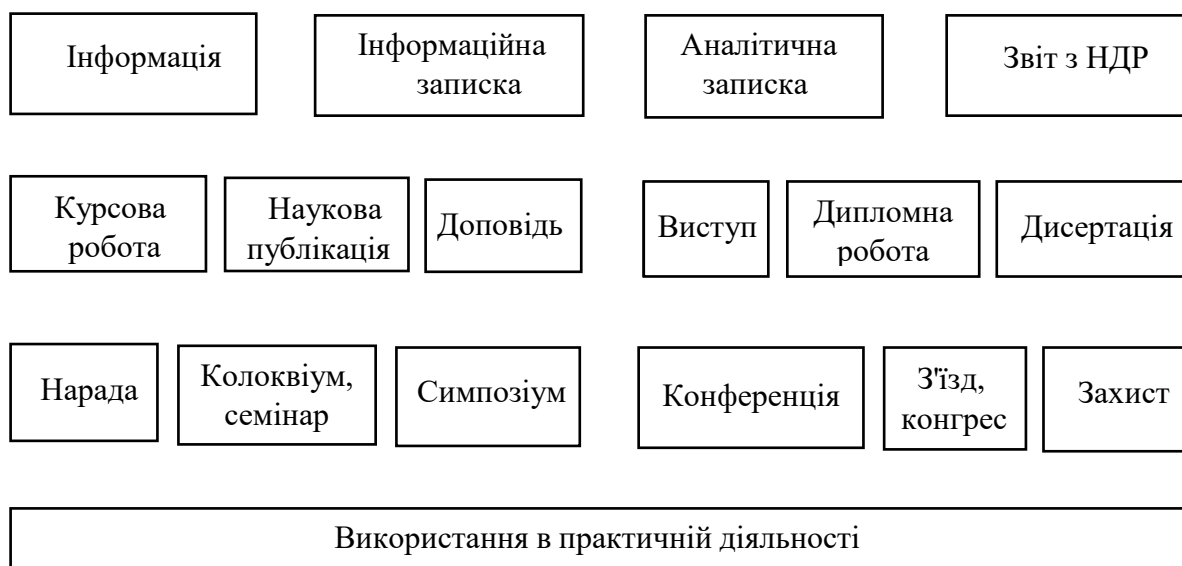 Інформація
Інформаційна
записка
Аналітична
записка
Звіт з НДР
Курсова
робота
Наукова
публікація
Доповідь
Виступ
Дипломна
робота
Дисертація
Нарада
Колоквіум,
семінар
Симпозіум
Конференція
З'їзд,
конгрес
Захист
Використання в практичній діяльності